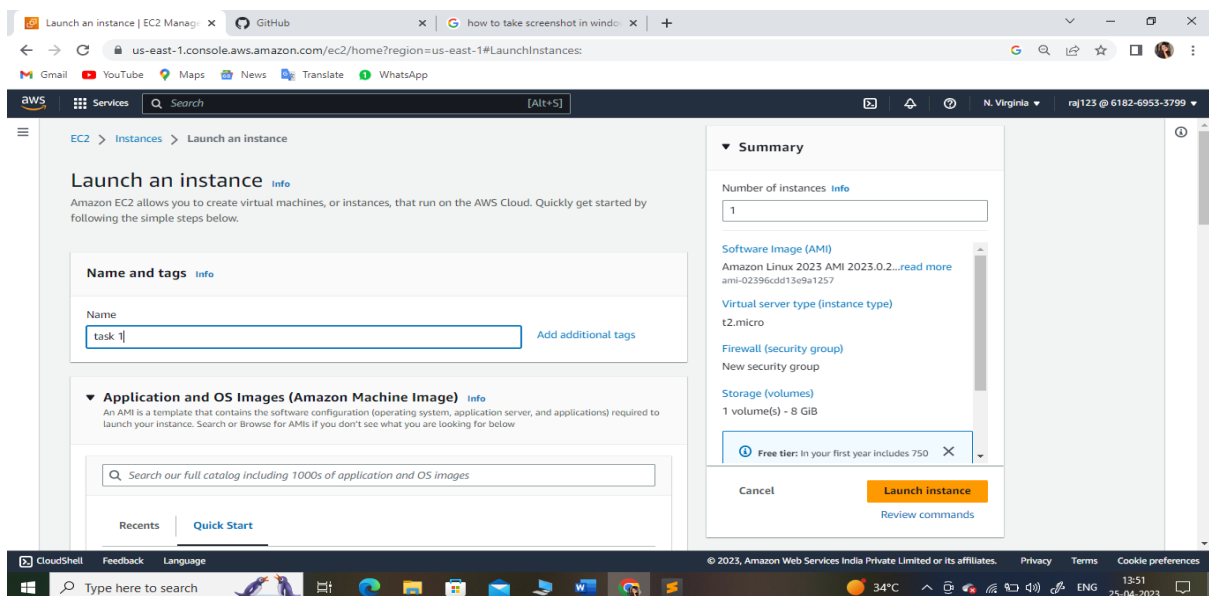 Launch an instance | EC2 Manage
GitHub
G how to take screenshot in windo
us-east-1.console.aws.amazon.com/ec2/home?region=us-east-1#LaunchInstances:
Gmail YouTube Maps News Translate WhatsApp
aws Services Search [Alt+S] N. Virginia raj123 @ 6182-6953-3799
EC2 > Instances > Launch an instance
Launch an instance Info
Amazon EC2 allows you to create virtual machines, or instances, that run on the AWS Cloud. Quickly get started by
following the simple steps below.
Name and tags Info
Name
task 1
Add additional tags
Application and OS Images (Amazon Machine Image) Info
An AMI is a template that contains the software configuration (operating system, application server, and applications) required to
launch your instance. Search or Browse for AMIs if you don't see what you are looking for below
Search our full catalog including 1000s of application and OS images
Recents Quick Start
Summary
Number of instances Info
1
Software Image (AMI)
Amazon Linux 2023 AMI 2023.0.2...read more
ami-02396cdd13e9a1257
Virtual server type (instance type)
t2.micro
Firewall (security group)
New security group
Storage (volumes)
1 volume(s) - 8 GiB
Free tier: In your first year includes 750
Cancel Launch instance
Review commands
CloudShell Feedback Language © 2023, Amazon Web Services India Private Limited or its affiliates. Privacy Terms Cookie preferences
Type here to search 34°C ENG 13:51
25-04-2023